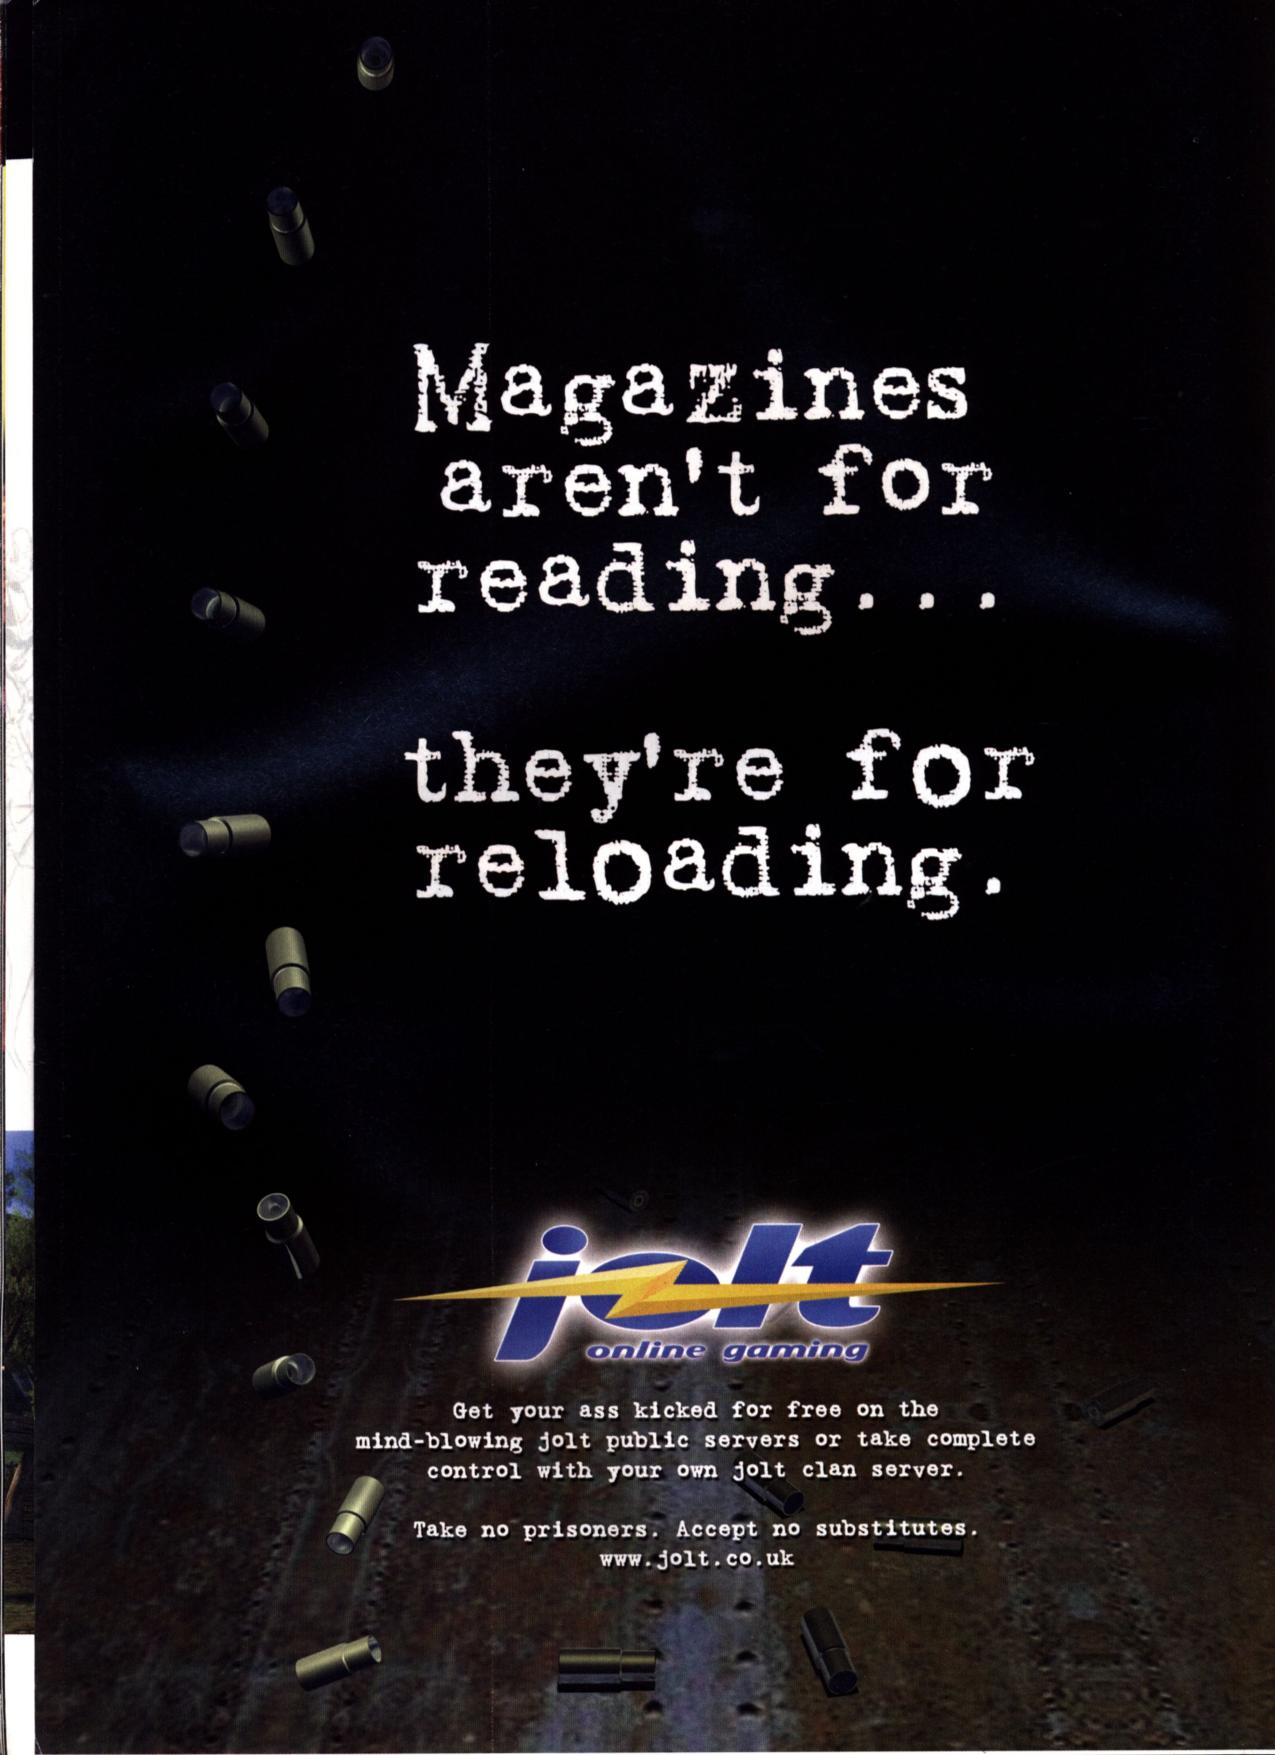 Magazines
aren't for
reading...
they're for
reloading.
jolt
online gaming
Get your ass kicked for free on the
mind-blowing jolt public servers or take complete
control with your own jolt clan server.
Take no prisoners. Accept no substitutes.
www.jolt.co.uk